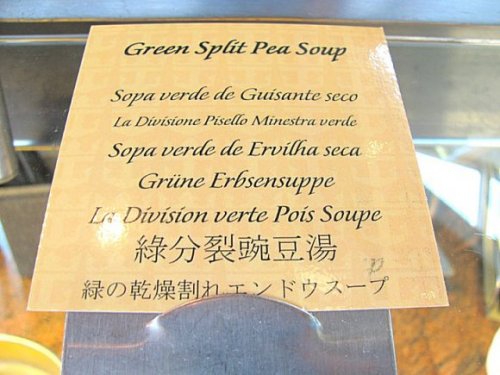 Green Split Pea Soup
Sopa verde de Guisante seco
La Divisione Pisello Minestra verde
Sopa verde de Ervilha seca
Grüne Erbsensuppe
La Division verte Pois Soupe
綠分裂豌豆湯
緑の乾燥割れエンドウスープ